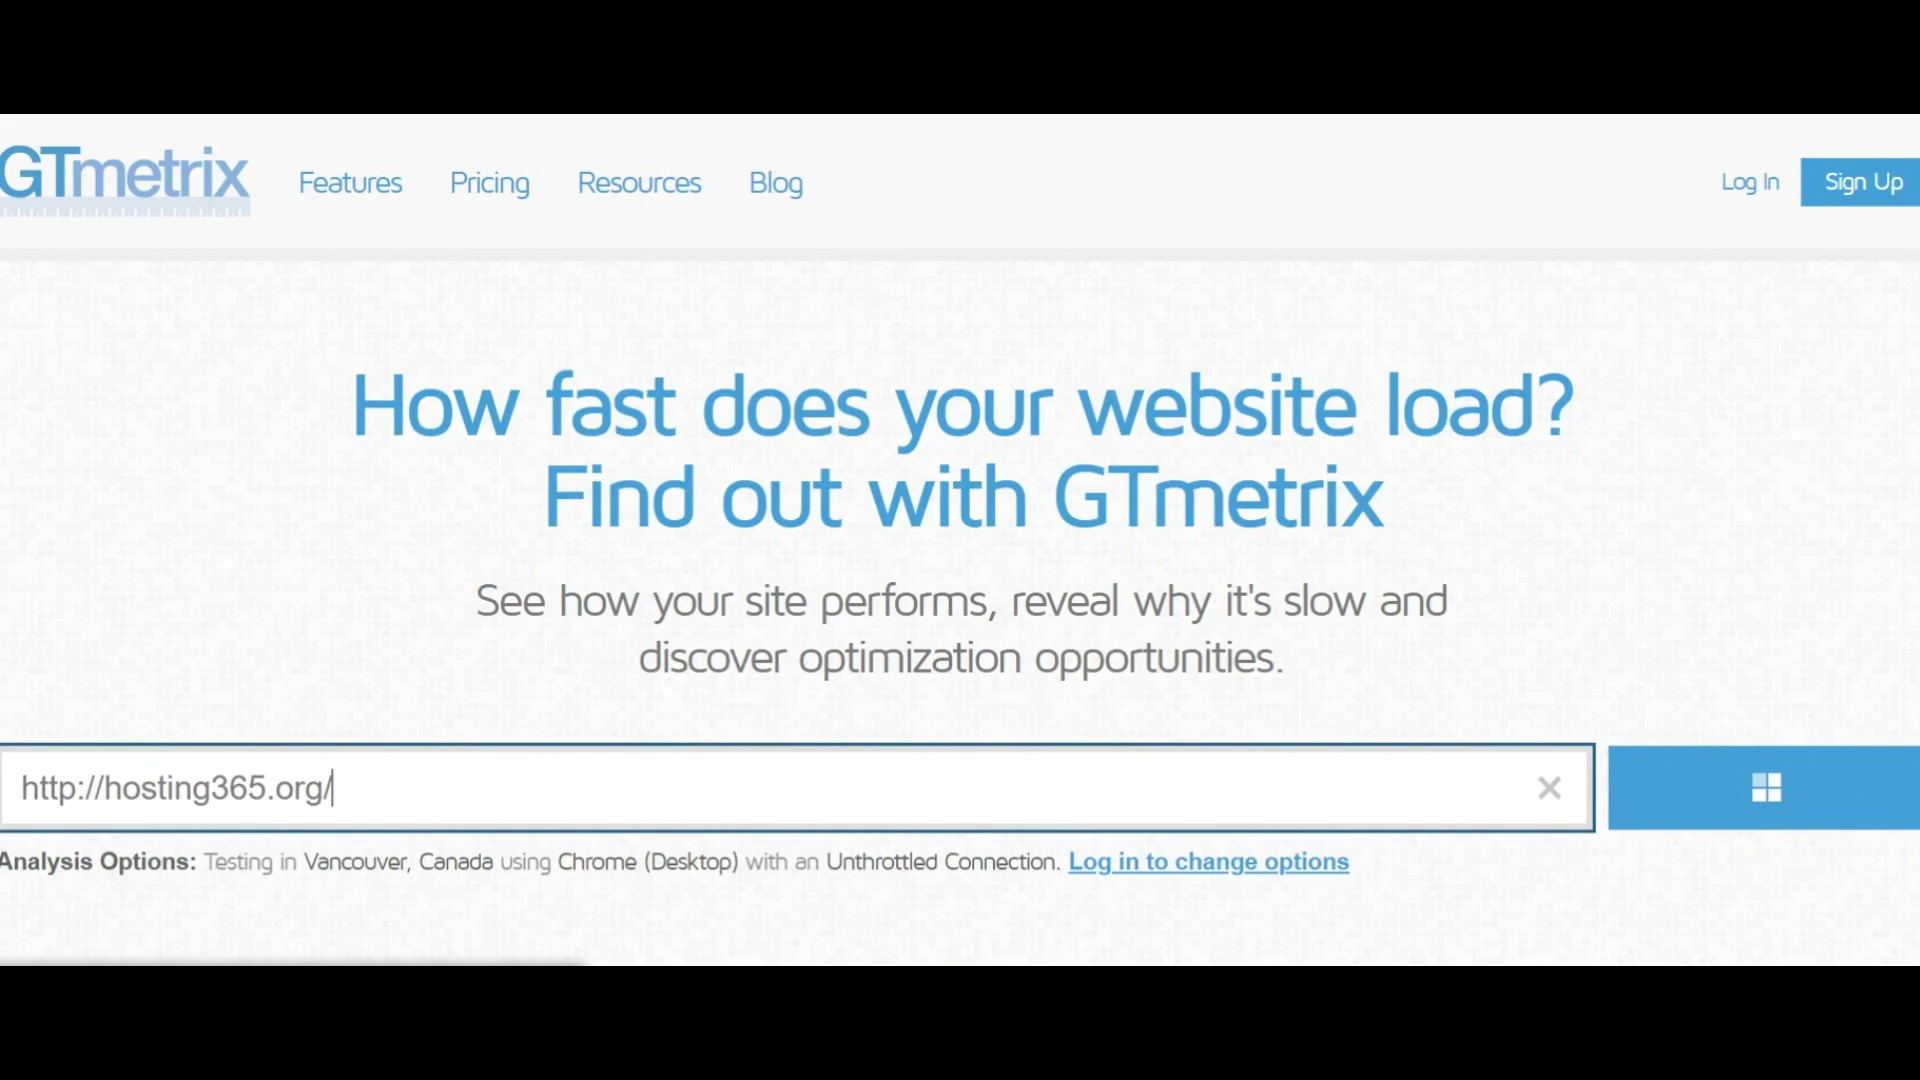 GTmetrix
Features Pricing Resources Blog
Log In Sign Up
How fast does your website load?
Find out with GTmetrix
See how your site performs, reveal why it's slow and
discover optimization opportunities.
http://hosting365.org/
Analysis Options: Testing in Vancouver, Canada using Chrome (Desktop) with an Unthrottled Connection. Log in to change options